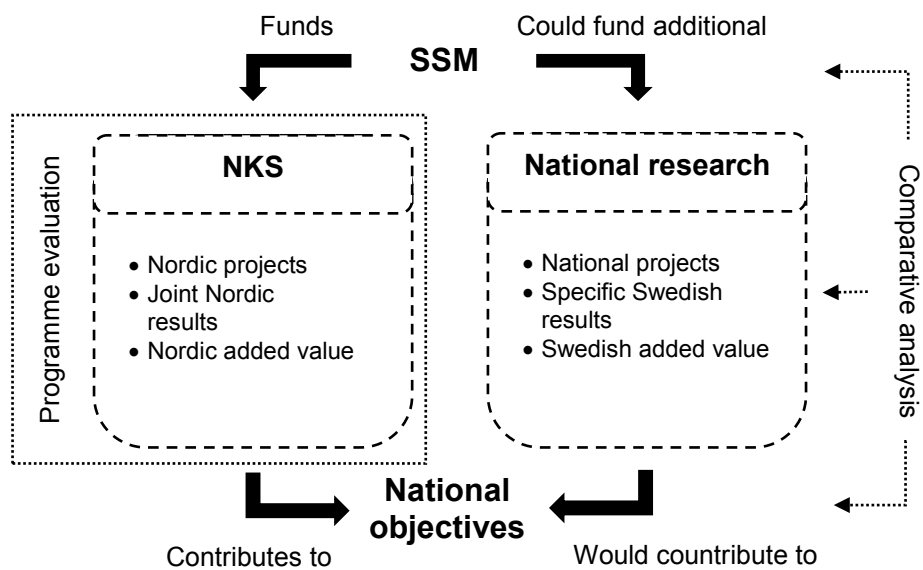 Funds
Could fund additional
SSM
Programme evaluation
NKS
• Nordic projects
• Joint Nordic
results
• Nordic added value
National research
• National projects
• Specific Swedish
results
• Swedish added value
Comparative analysis
National
objectives
Contributes to
Would countribute to